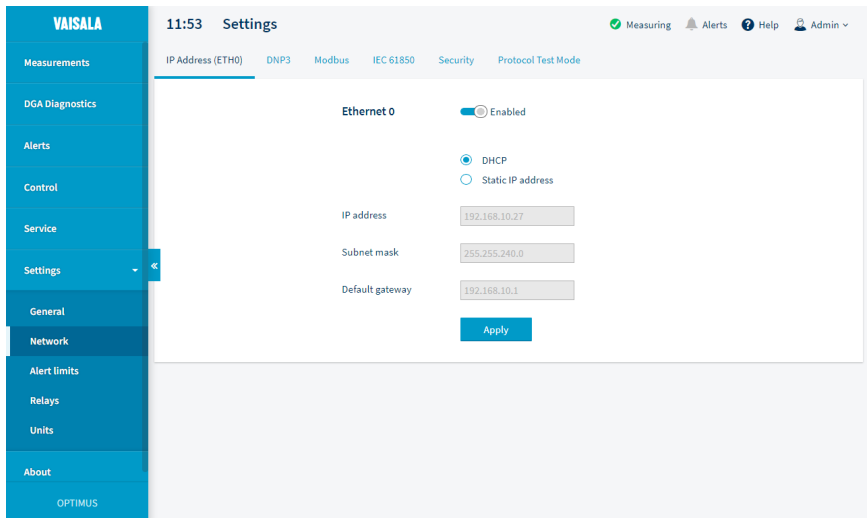 VAISALA
11:53 Settings
Measuring Alerts Help Admin
Measurements
DGA Diagnostics
Alerts
Control
Service
Settings
General
Network
Alert limits
Relays
Units
About
OPTIMUS
IP Address (ETH0) DNP3 Modbus IEC 61850 Security Protocol Test Mode
Ethernet 0 Enabled
DHCP
Static IP address
IP address 192.168.10.27
Subnet mask 255.255.240.0
Default gateway 192.168.10.1
Apply